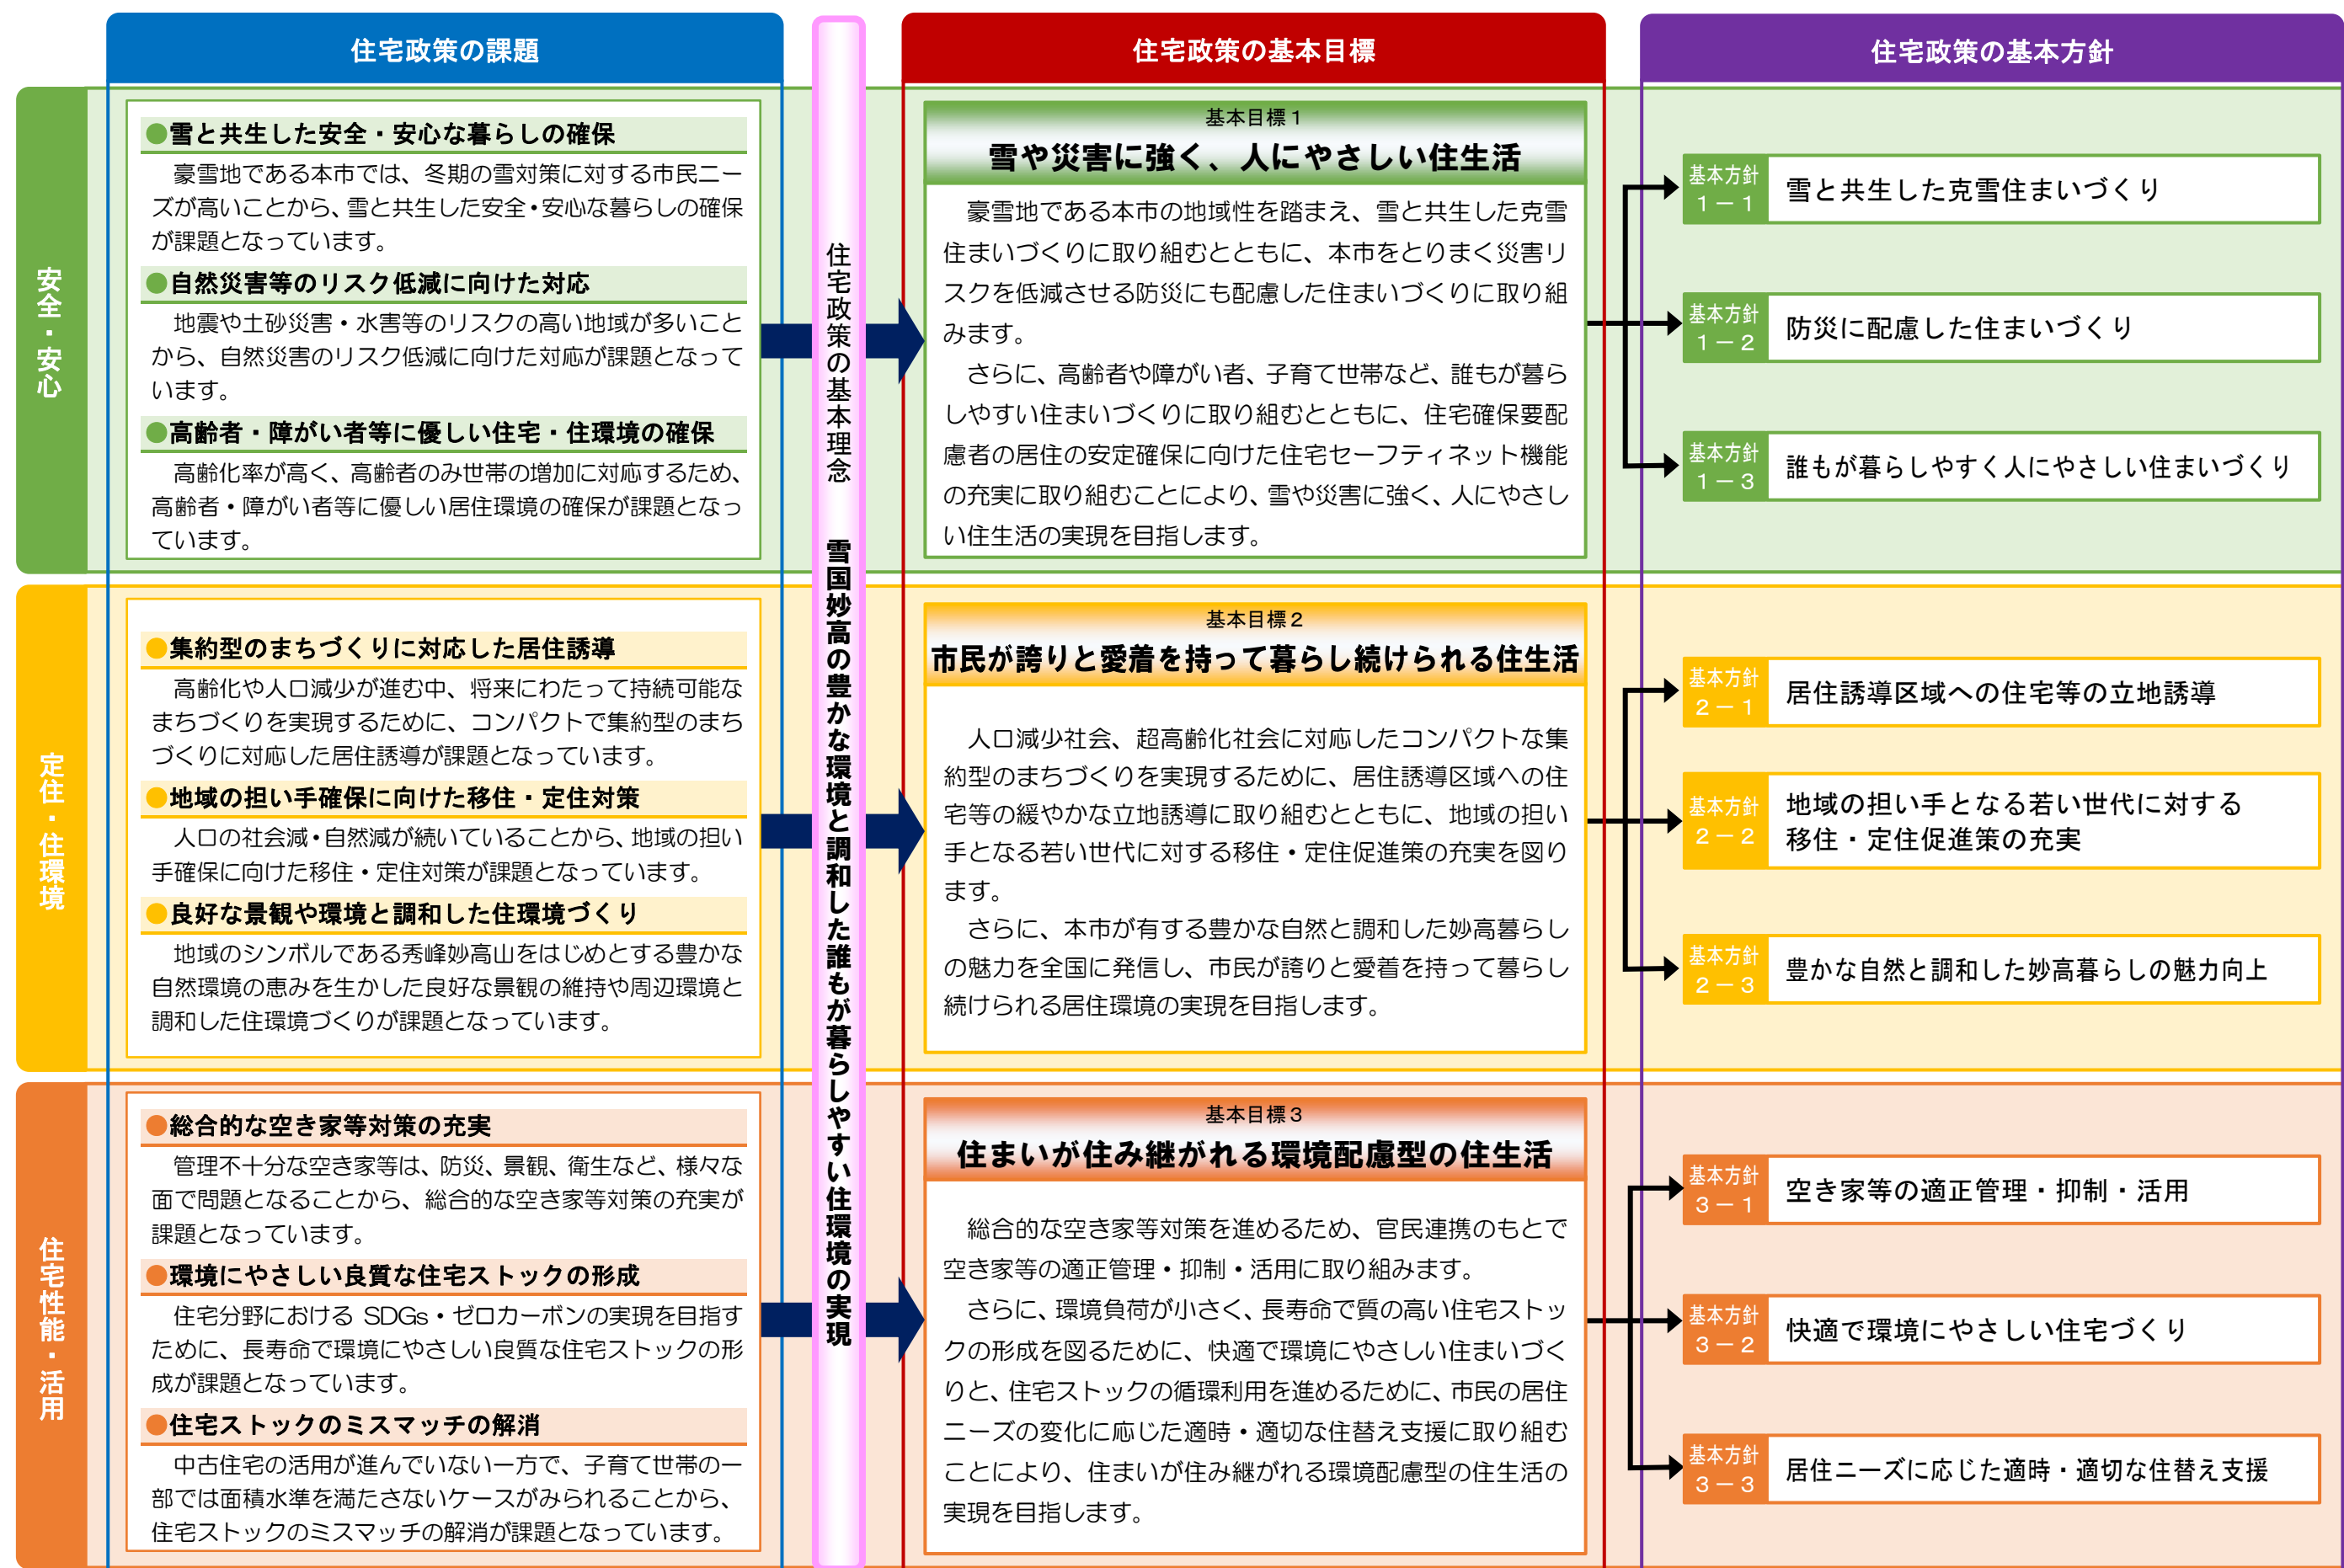 住宅政策の課題
住宅政策の基本目標
住宅政策の基本方針
住宅政策の基本理念　雪国妙高の豊かな環境と調和した誰もが暮らしやすい住環境の実現
安全・安心
●雪と共生した安全・安心な暮らしの確保
豪雪地である本市では、冬期の雪対策に対する市民ニー
ズが高いことから、雪と共生した安全・安心な暮らしの確保
が課題となっています。
●自然災害等のリスク低減に向けた対応
地震や土砂災害・水害等のリスクの高い地域が多いこと
から、自然災害のリスク低減に向けた対応が課題となって
います。
●高齢者・障がい者等に優しい住宅・住環境の確保
高齢化率が高く、高齢者のみ世帯の増加に対応するため、
高齢者・障がい者等に優しい居住環境の確保が課題となっ
ています。
基本目標１
雪や災害に強く、人にやさしい住生活
豪雪地である本市の地域性を踏まえ、雪と共生した克雪
住まいづくりに取り組むとともに、本市をとりまく災害リ
スクを低減させる防災にも配慮した住まいづくりに取り組
みます。
さらに、高齢者や障がい者、子育て世帯など、誰もが暮ら
しやすい住まいづくりに取り組むとともに、住宅確保要配
慮者の居住の安定確保に向けた住宅セーフティネット機能
の充実に取り組むことにより、雪や災害に強く、人にやさし
い住生活の実現を目指します。
基本方針
１－１
雪と共生した克雪住まいづくり
基本方針
１－２
防災に配慮した住まいづくり
基本方針
１－３
誰もが暮らしやすく人にやさしい住まいづくり
定住・住環境
●集約型のまちづくりに対応した居住誘導
高齢化や人口減少が進む中、将来にわたって持続可能な
まちづくりを実現するために、コンパクトで集約型のまち
づくりに対応した居住誘導が課題となっています。
●地域の担い手確保に向けた移住・定住対策
人口の社会減・自然減が続いていることから、地域の担い
手確保に向けた移住・定住対策が課題となっています。
●良好な景観や環境と調和した住環境づくり
地域のシンボルである秀峰妙高山をはじめとする豊かな
自然環境の恵みを生かした良好な景観の維持や周辺環境と
調和した住環境づくりが課題となっています。
基本目標２
市民が誇りと愛着を持って暮らし続けられる住生活
人口減少社会、超高齢化社会に対応したコンパクトな集
約型のまちづくりを実現するために、居住誘導区域への住
宅等の緩やかな立地誘導に取り組むとともに、地域の担い
手となる若い世代に対する移住・定住促進策の充実を図り
ます。
さらに、本市が有する豊かな自然と調和した妙高暮らし
の魅力を全国に発信し、市民が誇りと愛着を持って暮らし
続けられる居住環境の実現を目指します。
基本方針
２－１
居住誘導区域への住宅等の立地誘導
基本方針
２－２
地域の担い手となる若い世代に対する
移住・定住促進策の充実
基本方針
２－３
豊かな自然と調和した妙高暮らしの魅力向上
住宅性能・活用
●総合的な空き家等対策の充実
管理不十分な空き家等は、防災、景観、衛生など、様々な
面で問題となることから、総合的な空き家等対策の充実が
課題となっています。
●環境にやさしい良質な住宅ストックの形成
住宅分野における SDGs・ゼロカーボンの実現を目指す
ために、長寿命で環境にやさしい良質な住宅ストックの形
成が課題となっています。
●住宅ストックのミスマッチの解消
中古住宅の活用が進んでいない一方で、子育て世帯の一
部では面積水準を満たさないケースがみられることから、
住宅ストックのミスマッチの解消が課題となっています。
基本目標３
住まいが住み継がれる環境配慮型の住生活
総合的な空き家等対策を進めるため、官民連携のもとで
空き家等の適正管理・抑制・活用に取り組みます。
さらに、環境負荷が小さく、長寿命で質の高い住宅ストッ
クの形成を図るために、快適で環境にやさしい住まいづく
りと、住宅ストックの循環利用を進めるために、市民の居住
ニーズの変化に応じた適時・適切な住替え支援に取り組む
ことにより、住まいが住み継がれる環境配慮型の住生活の
実現を目指します。
基本方針
３－１
空き家等の適正管理・抑制・活用
基本方針
３－２
快適で環境にやさしい住宅づくり
基本方針
３－３
居住ニーズに応じた適時・適切な住替え支援